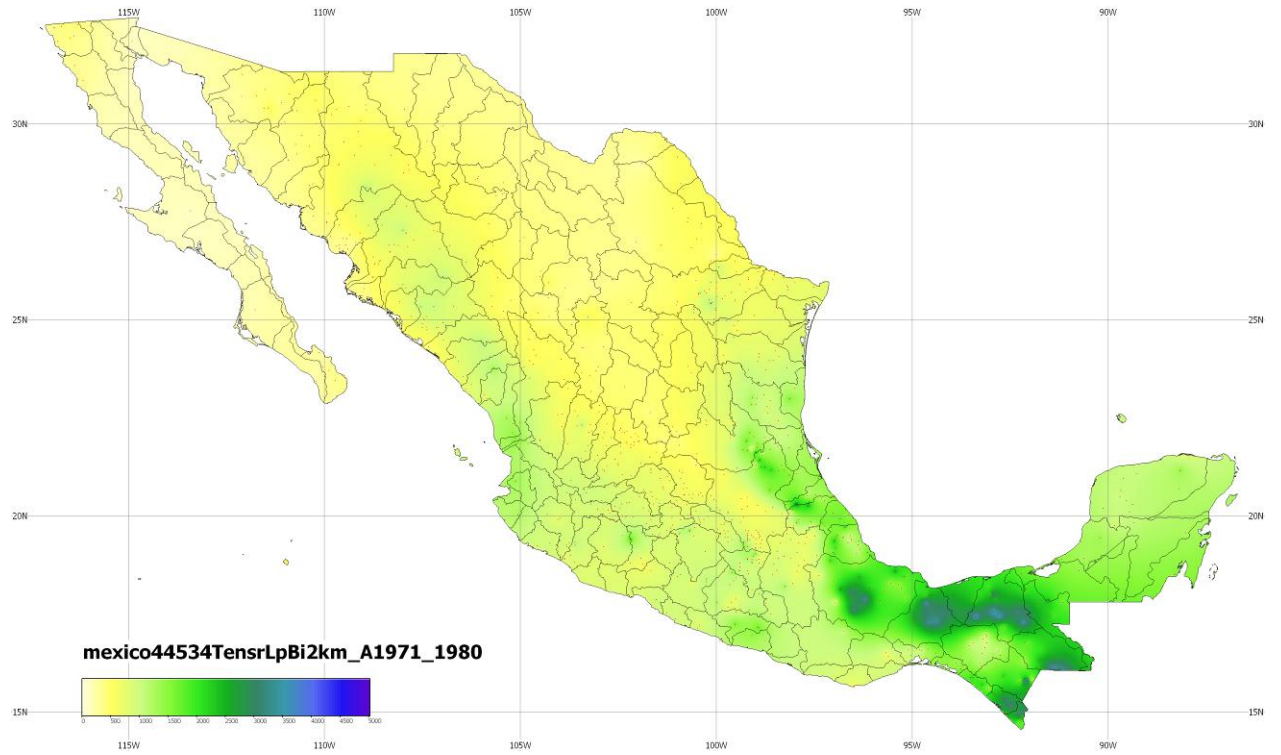 115W 110W 105W 100W 95W 90W
30N 30N
25N 25N
20N 20N
mexico44534TensrLpBi2km_A1971_1980
0 500 1000 1500 2000 2500 3000 3500 4000 4500 5000
15N 15N
115W 110W 105W 100W 95W 90W